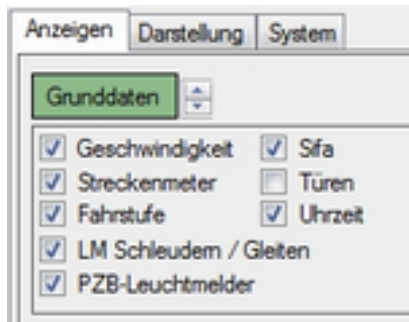 Anzeigen Darstellung System
Grunddaten
Geschwindigkeit Sifa
Streckenmeter Türen
Fahrstufe Uhrzeit
LM Schleudern / Gleiten
PZB-Leuchtmelder